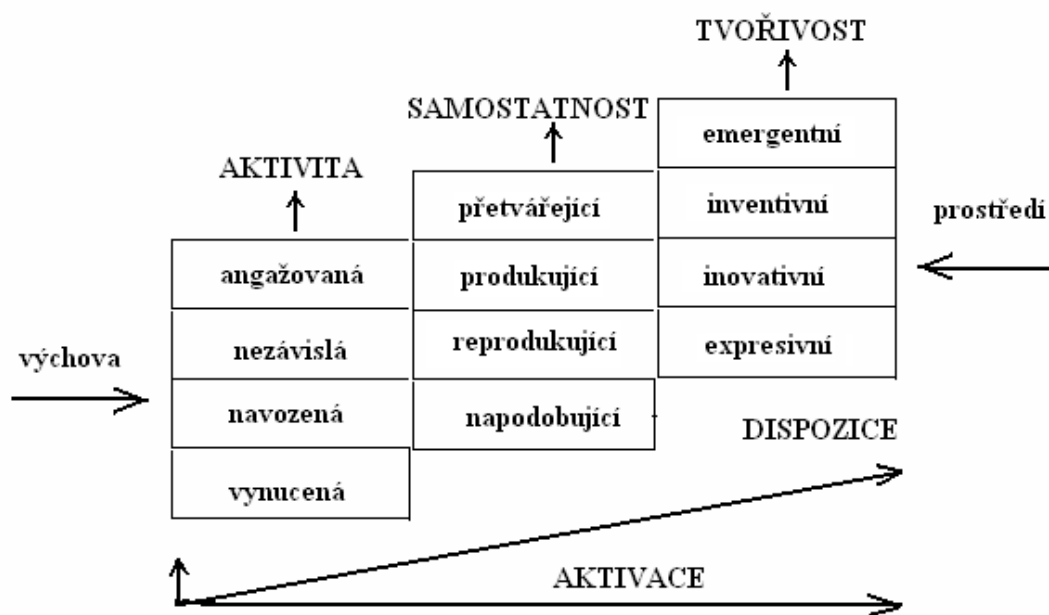 TVOŘIVOST
SAMOSTATNOST
AKTIVITA
emergentní
přetvářející
inventivní
prostředí
angažovaná
produkující
inovativní
výchova
nezávislá
reprodukující
expresivní
navozená
napodobující
DISPOZICE
vynucená
AKTIVACE